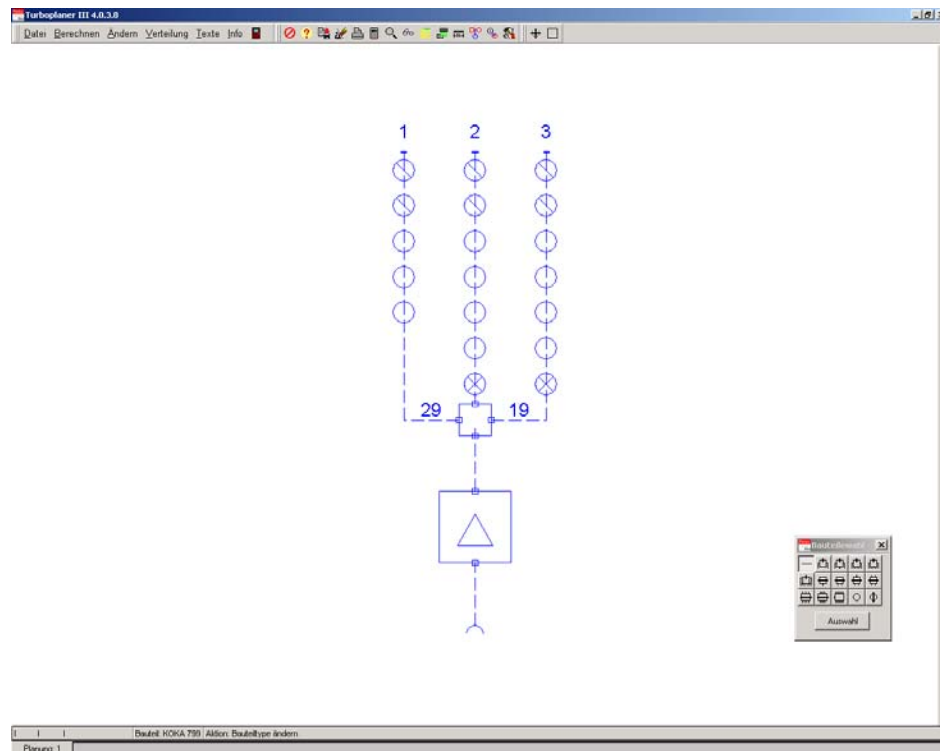 Turboplaner III 4.0.3.0
Datei Berechnen Ändern Verteilung Texte Info
1 2 3
29 19
Bauteilewahl
Auswahl
Bauteil: KOKA 799 Aktion: Bauteiltype ändern
Planung: 1